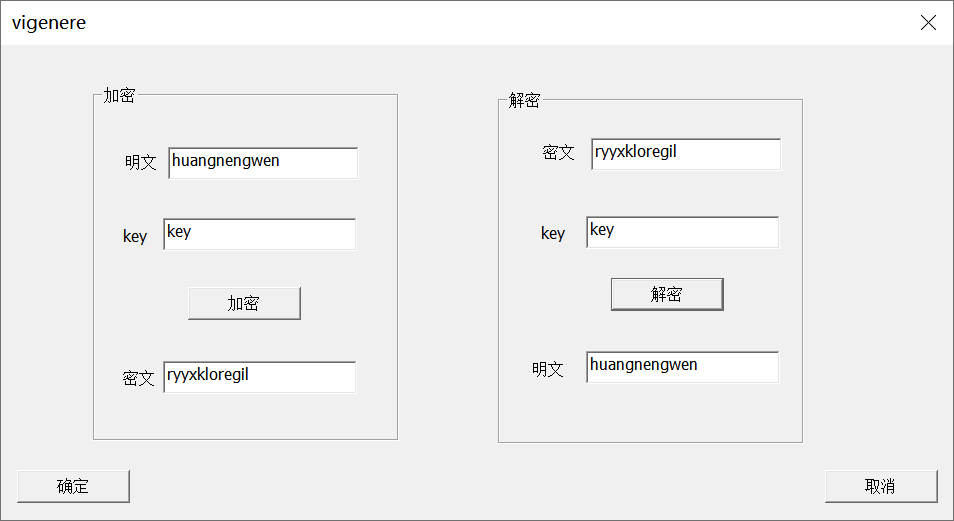 vigenere
加密
明文 huangnengwen
key key
加密
密文 ryyxkloregil
解密
密文 ryyxkloregil
key key
解密
明文 huangnengwen
确定
取消